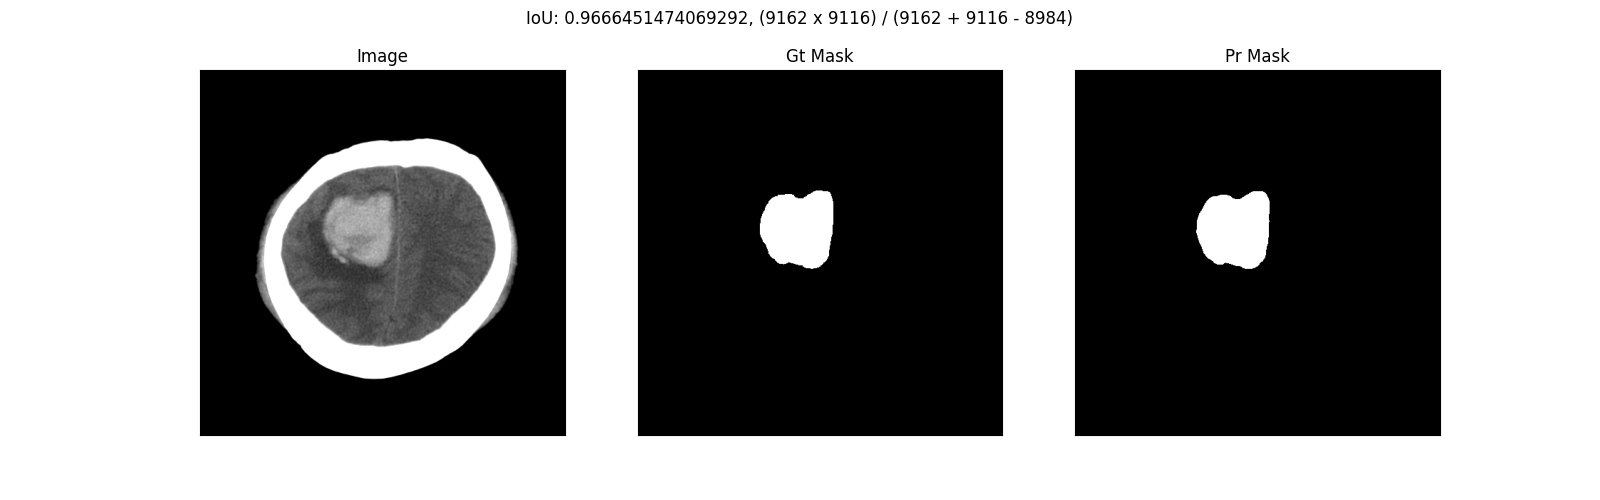 IoU: 0.9666451474069292, (9162 x 9116) / (9162 + 9116 - 8984)
Image
Gt Mask
Pr Mask